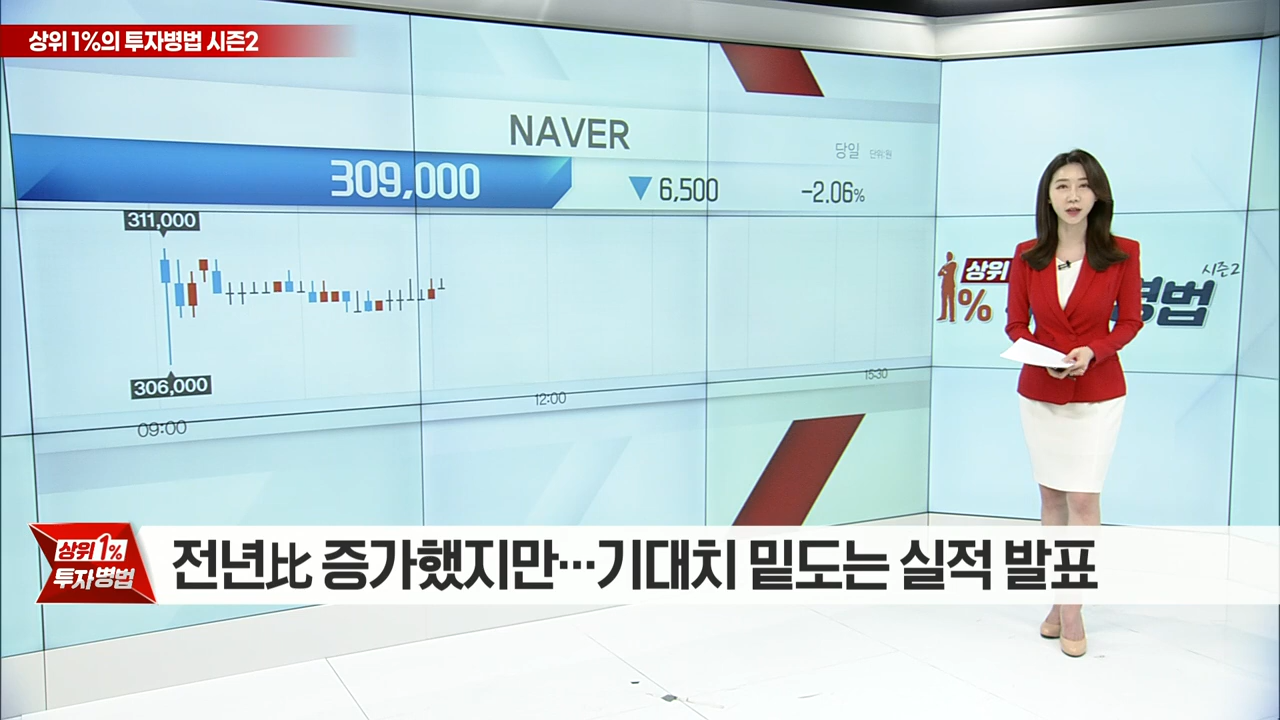 상위 1%의 투자병법 시즌2
NAVER
당일 단위:원
309,000 ▼ 6,500 -2.06%
311,000
306,000
09:00
12:00
15:30
상위
1%
병법
시즌2
상위 1%
투자병법
전년比 증가했지만…기대치 밑도는 실적 발표